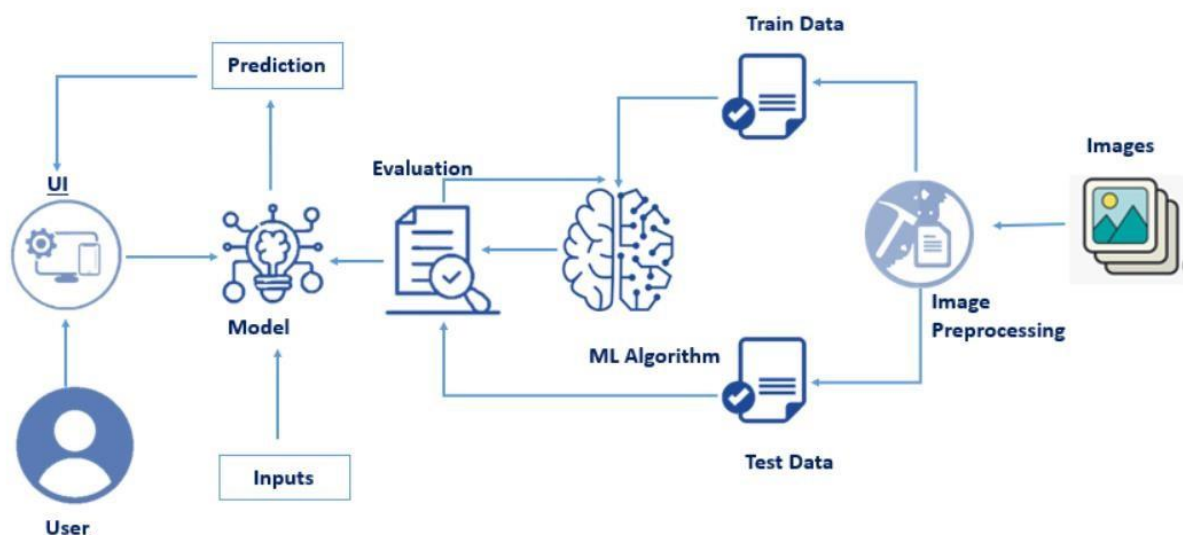 Train Data
Prediction
Images
Evaluation
UI
Image
Preprocessing
Model
ML Algorithm
Test Data
Inputs
User